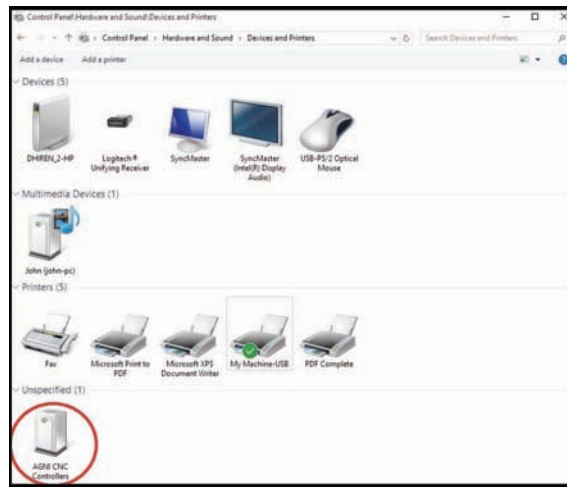 Control Panel\Hardware and Sound\Devices and Printers
Control Panel › Hardware and Sound › Devices and Printers
Search Devices and Printers
Add a device Add a printer
Devices (5)
DHIREN_2-HP Logitech® Unifying Receiver SyncMaster SyncMaster (Intel(R) Display Audio) USB-PS/2 Optical Mouse
Multimedia Devices (1)
John (john-pc)
Printers (5)
Fax Microsoft Print to PDF Microsoft XPS Document Writer My Machine-USB PDF Complete
Unspecified (1)
AGNI CNC
Controllers